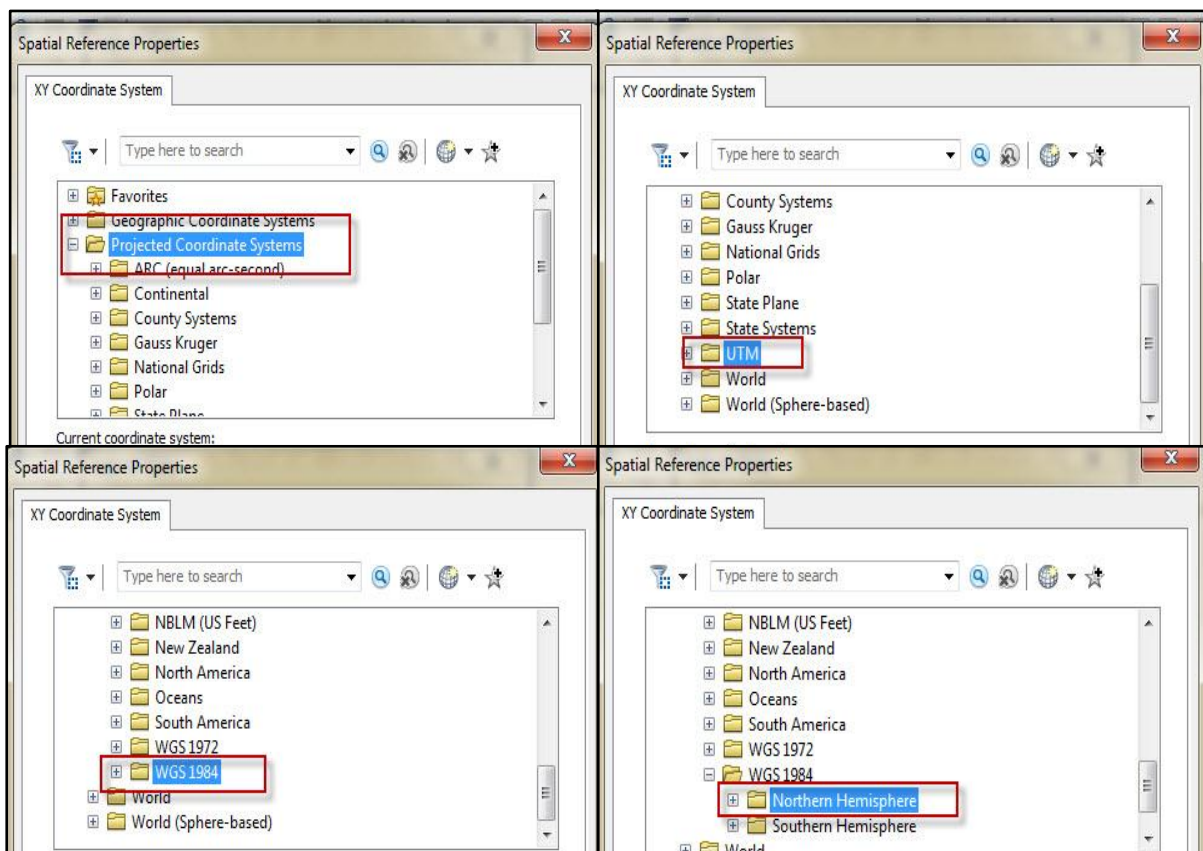 Spatial Reference Properties
X
XY Coordinate System
Type here to search
Favorites
Geographic Coordinate Systems
Projected Coordinate Systems
ARC (equal arc-second)
Continental
County Systems
Gauss Kruger
National Grids
Polar
State Plane
Current coordinate system:
Spatial Reference Properties
X
XY Coordinate System
Type here to search
County Systems
Gauss Kruger
National Grids
Polar
State Plane
State Systems
UTM
World
World (Sphere-based)
Spatial Reference Properties
X
XY Coordinate System
Type here to search
NBLM (US Feet)
New Zealand
North America
Oceans
South America
WGS 1972
WGS 1984
World
World (Sphere-based)
Spatial Reference Properties
X
XY Coordinate System
Type here to search
NBLM (US Feet)
New Zealand
North America
Oceans
South America
WGS 1972
WGS 1984
Northern Hemisphere
Southern Hemisphere
World